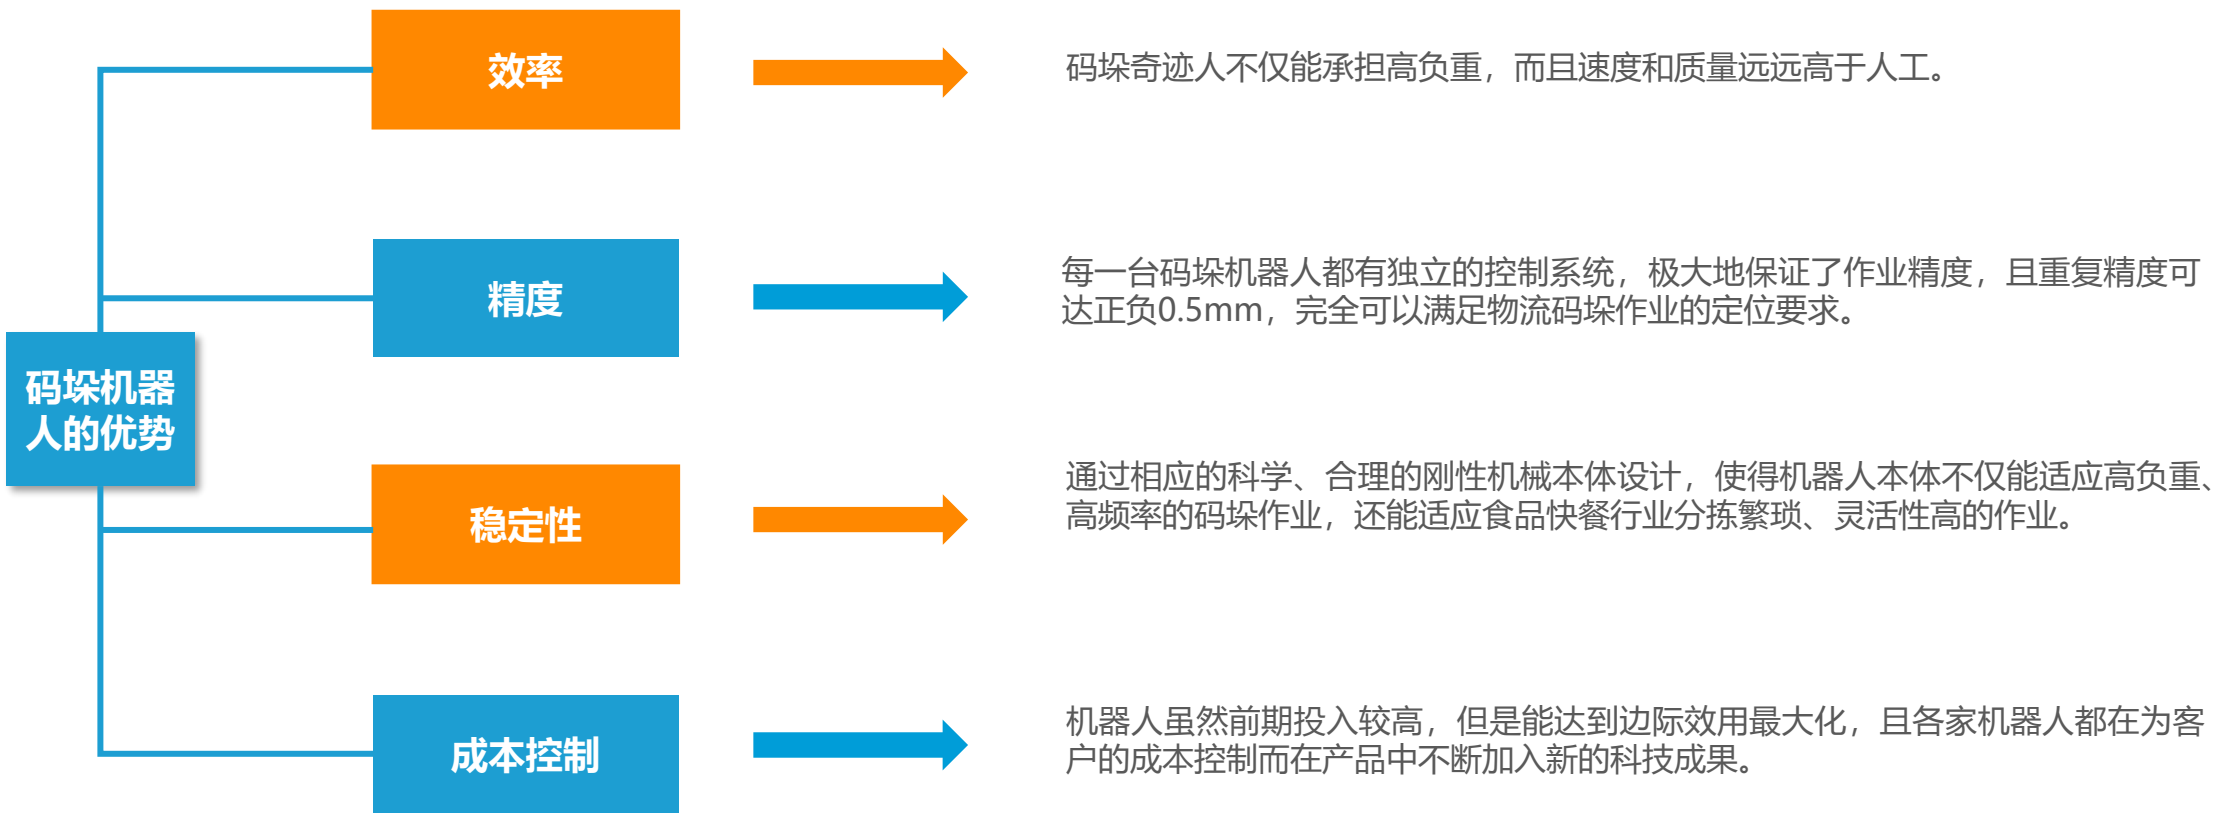 效率
码垛奇迹人不仅能承担高负重，而且速度和质量远远高于人工。
精度
每一台码垛机器人都有独立的控制系统，极大地保证了作业精度，且重复精度可
达正负0.5mm，完全可以满足物流码垛作业的定位要求。
码垛机器
人的优势
稳定性
通过相应的科学、合理的刚性机械本体设计，使得机器人本体不仅能适应高负重、
高频率的码垛作业，还能适应食品快餐行业分拣繁琐、灵活性高的作业。
成本控制
机器人虽然前期投入较高，但是能达到边际效用最大化，且各家机器人都在为客
户的成本控制而在产品中不断加入新的科技成果。